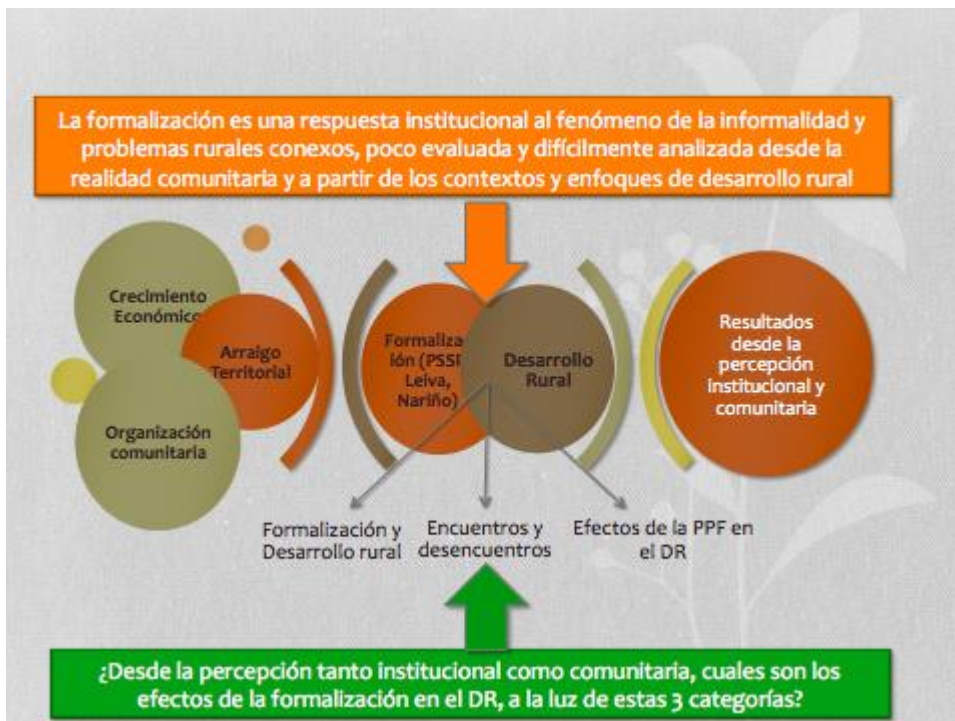 La formalización es una respuesta institucional al fenómeno de la informalidad y
problemas rurales conexos, poco evaluada y difícilmente analizada desde la
realidad comunitaria y a partir de los contextos y enfoques de desarrollo rural
Crecimiento
Económico
Arraigo
Territorial
Organización
comunitaria
Formaliza
ión (PSSP
Leiva,
Nariño)
Desarrollo
Rural
Resultados
desde la
percepción
institucional y
comunitaria
Formalización y
Desarrollo rural
Encuentros y
desencuentros
Efectos de la PPF en
el DR
¿Desde la percepción tanto institucional como comunitaria, cuales son los
efectos de la formalización en el DR, a la luz de estas 3 categorías?